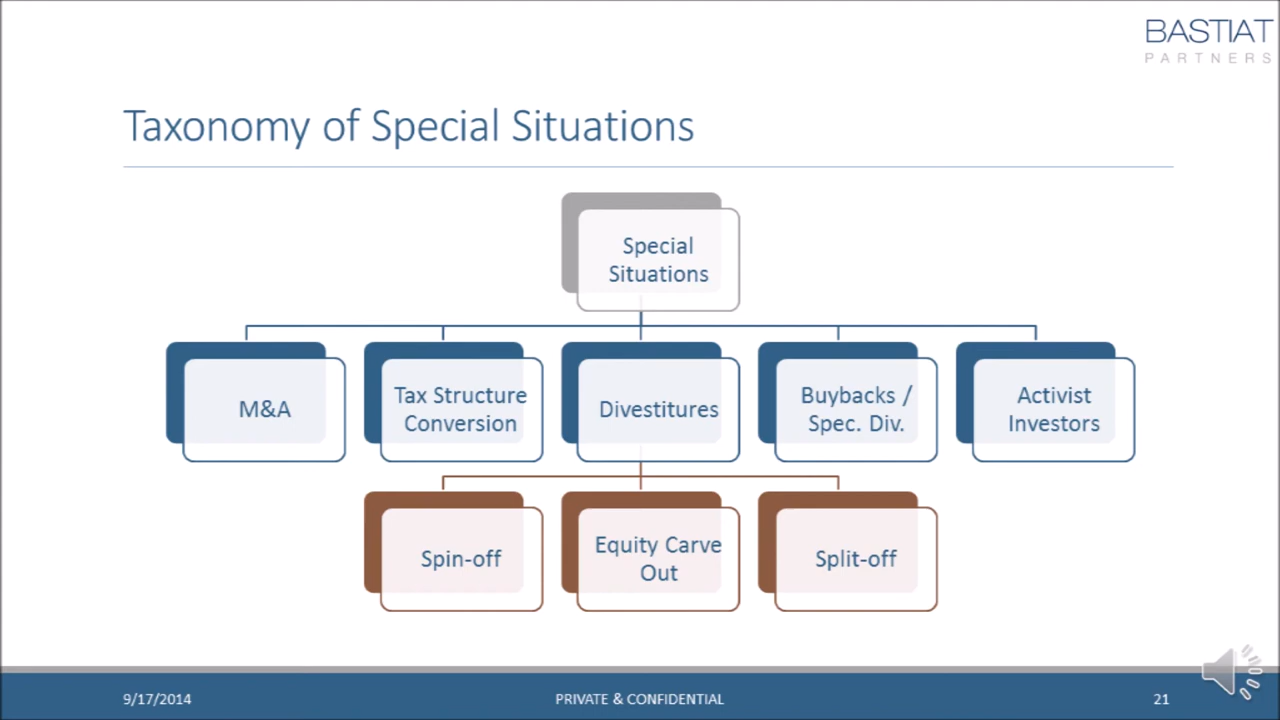 BASTIAT
PARTNERS
Taxonomy of Special Situations
Special
Situations
M&A
Tax Structure
Conversion
Divestitures
Buybacks /
Spec. Div.
Activist
Investors
Spin-off
Equity Carve
Out
Split-off
9/17/2014
PRIVATE & CONFIDENTIAL
21